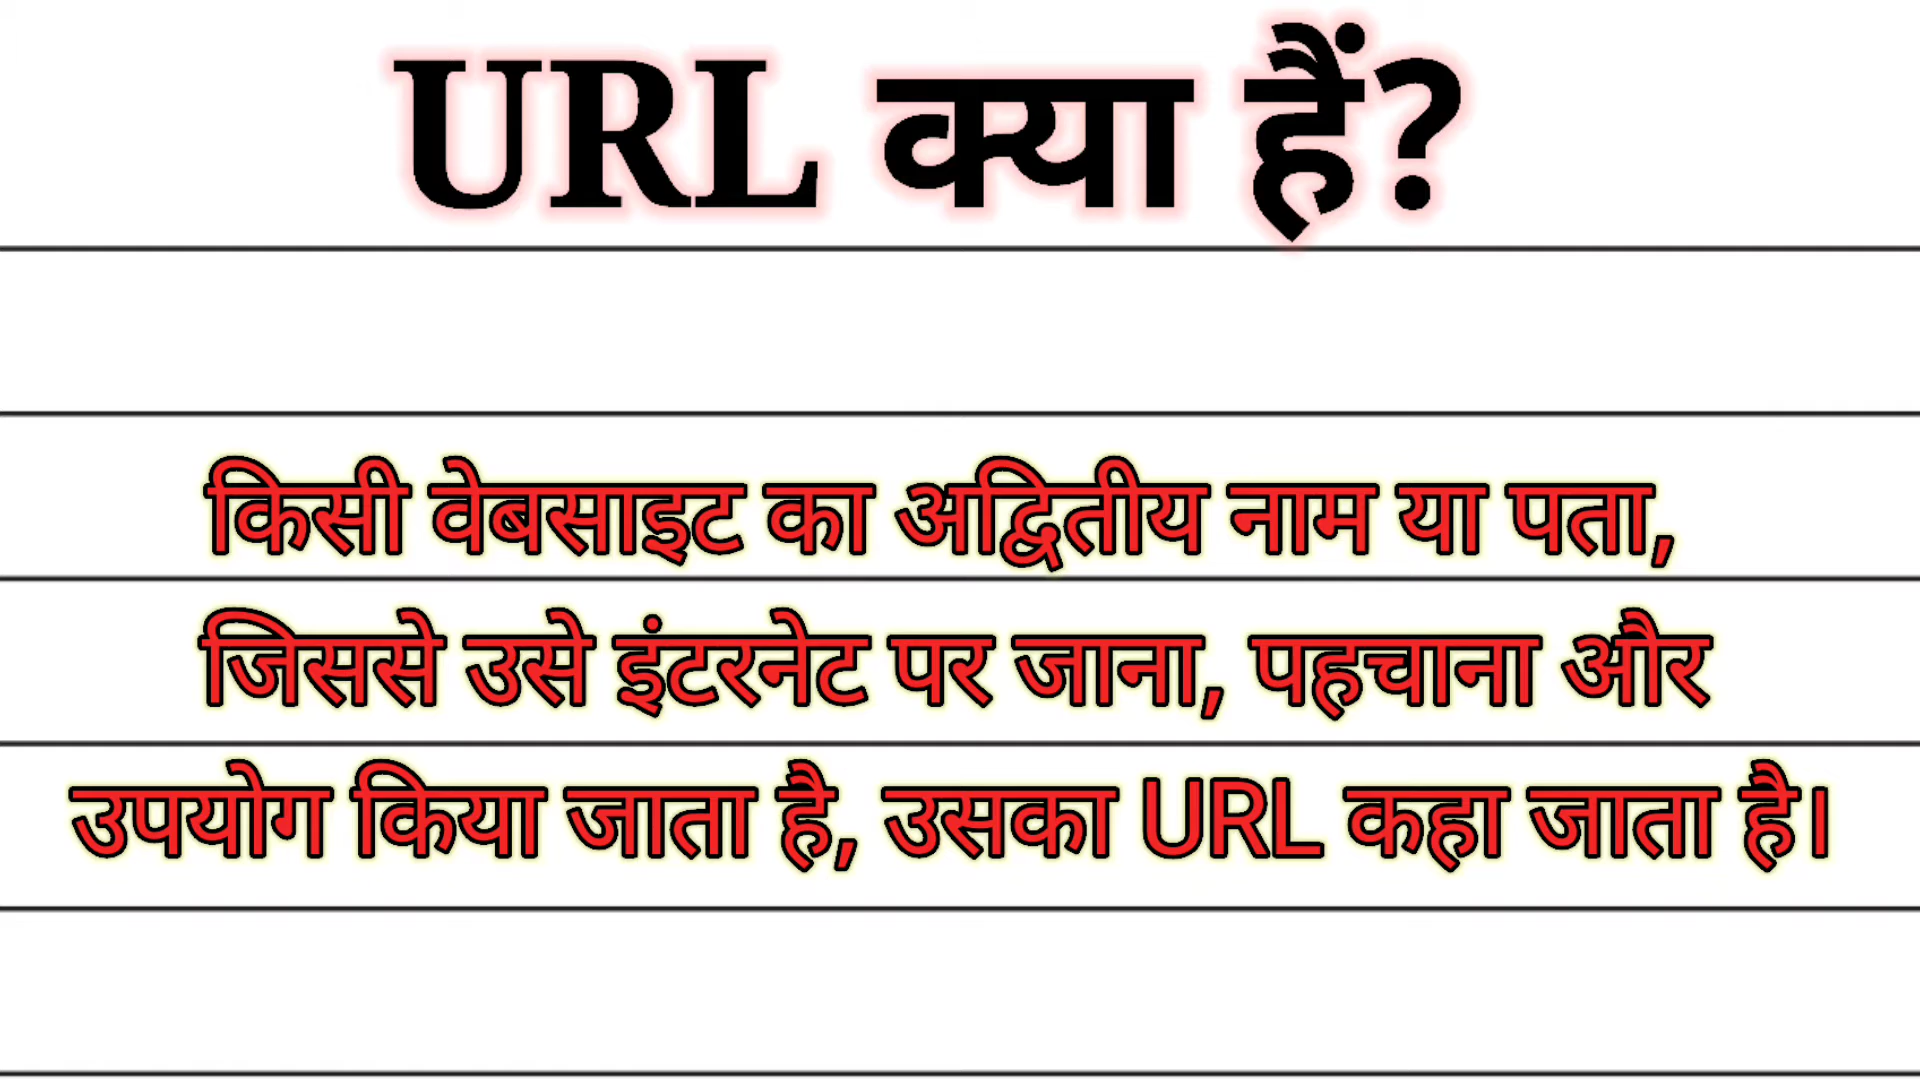 URL क्या हैं?
किसी वेबसाइट का अद्वितीय नाम या पता,
जिससे उसे इंटरनेट पर जाना, पहचाना और
उपयोग किया जाता है, उसका URL कहा जाता है।